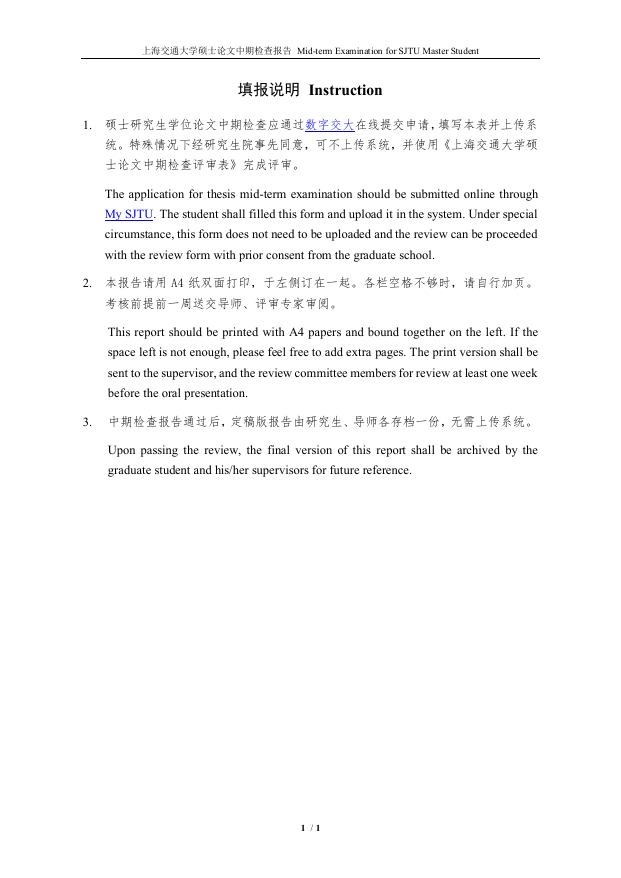 上海交通大学硕士论文中期检查报告 Mid-term Examination for SJTU Master Student
填报说明 Instruction
1. 硕士研究生学位论文中期检查应通过数字交大在线提交申请，填写本表并上传系
统。特殊情况下经研究生院事先同意，可不上传系统，并使用《上海交通大学硕
士论文中期检查评审表》完成评审。
The application for thesis mid-term examination should be submitted online through
My SJTU. The student shall filled this form and upload it in the system. Under special
circumstance, this form does not need to be uploaded and the review can be proceeded
with the review form with prior consent from the graduate school.
2. 本报告请用 A4 纸双面打印，于左侧订在一起。各栏空格不够时，请自行加页。
考核前提前一周送交导师、评审专家审阅。
This report should be printed with A4 papers and bound together on the left. If the
space left is not enough, please feel free to add extra pages. The print version shall be
sent to the supervisor, and the review committee members for review at least one week
before the oral presentation.
3. 中期检查报告通过后，定稿版报告由研究生、导师各存档一份，无需上传系统。
Upon passing the review, the final version of this report shall be archived by the
graduate student and his/her supervisors for future reference.
1 / 1